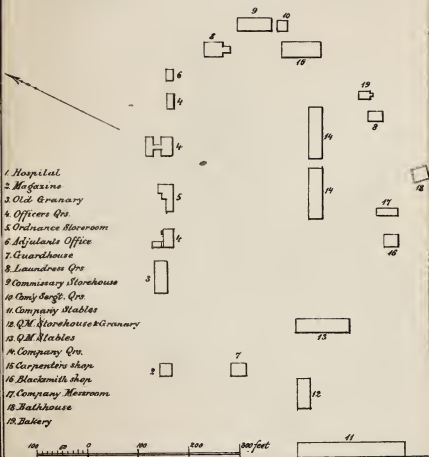 9
10
8
15
6
19
4
8
14
4
18
14
5
17
4
16
3
13
2
7
12
11
1. Hospital
2. Magazine
3. Old Granary
4. Officers Qrs.
5. Ordnance Storeroom
6. Adjutants Office
7. Guardhouse
8. Laundress Qrs
9. Commissary Storehouse
10. Com'y Serg't. Qrs.
11. Company Stables
12. Q.M. Storehouse & Granary
13. Q.M. Stables
14. Company Qrs.
15. Carpenters shop
16. Blacksmith shop
17. Company Messroom
18. Bathhouse
19. Bakery
100 50 0 100 200 300 feet